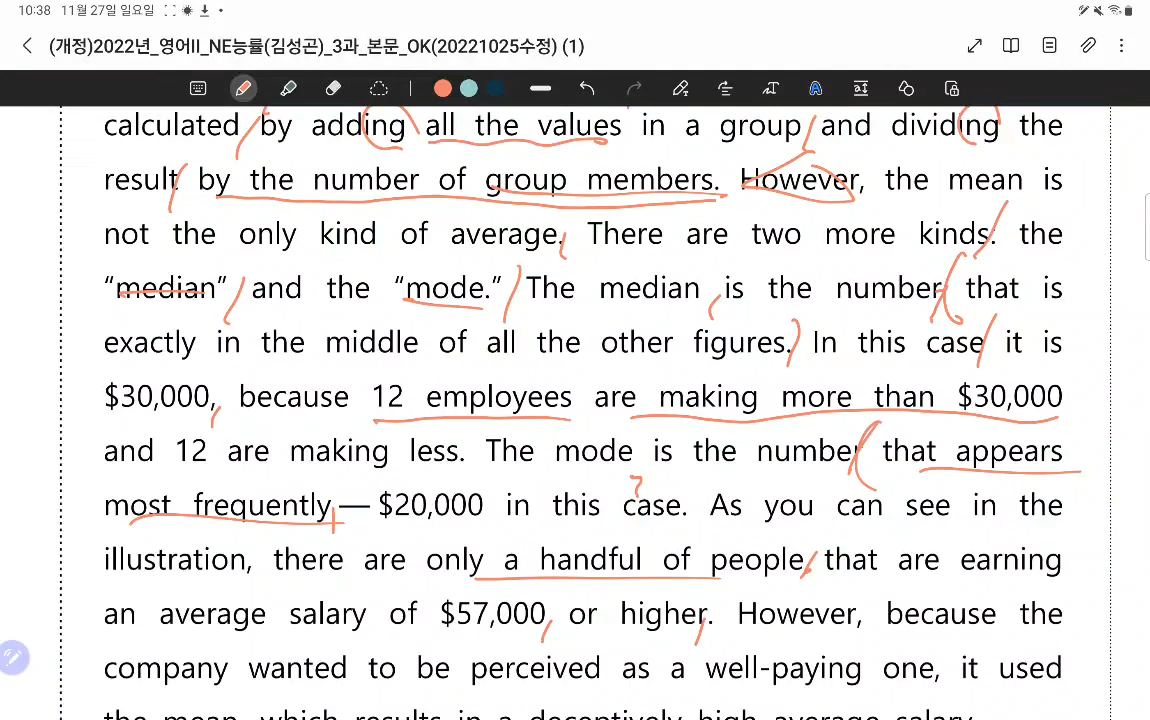 10:38 11월 27일 일요일
(개정)2022년_영어II_NE능률(김성곤)_3과_본문_OK(20221025수정) (1)
calculated by adding all the values in a group and dividing the
result by the number of group members. However, the mean is
not the only kind of average. There are two more kinds: the
“median” and the “mode.” The median is the number that is
exactly in the middle of all the other figures. In this case it is
$30,000, because 12 employees are making more than $30,000
and 12 are making less. The mode is the number that appears
most frequently—$20,000 in this case. As you can see in the
illustration, there are only a handful of people that are earning
an average salary of $57,000 or higher. However, because the
company wanted to be perceived as a well-paying one, it used
the mean, which results in a deceptively high average salary.